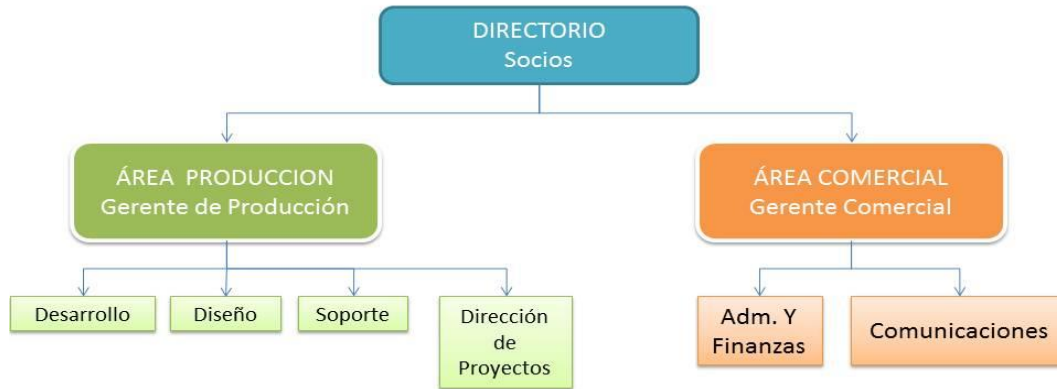 DIRECTORIO
Socios
ÁREA PRODUCCION
Gerente de Producción
ÁREA COMERCIAL
Gerente Comercial
Desarrollo
Diseño
Soporte
Dirección
de
Proyectos
Adm. Y
Finanzas
Comunicaciones